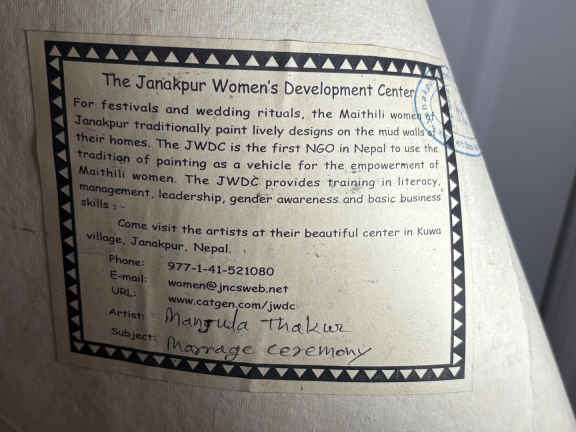 The Janakpur Women's Development Center
For festivals and wedding rituals, the Maithili women of
Janakpur traditionally paint lively designs on the mud walls of
their homes. The JWDC is the first NGO in Nepal to use the
tradition of painting as a vehicle for the empowerment of
Maithili women. The JWDC provides training in literacy,
management, leadership, gender awareness and basic business
skills : -
Come visit the artists at their beautiful center in Kuwa
village, Janakpur, Nepal.
Phone: 977-1-41-521080
E-mail: women@jncsweb.net
URL: www.catgen.com/jwdc
Artist: Manjula Thakur
Subject: Marrage ceremony